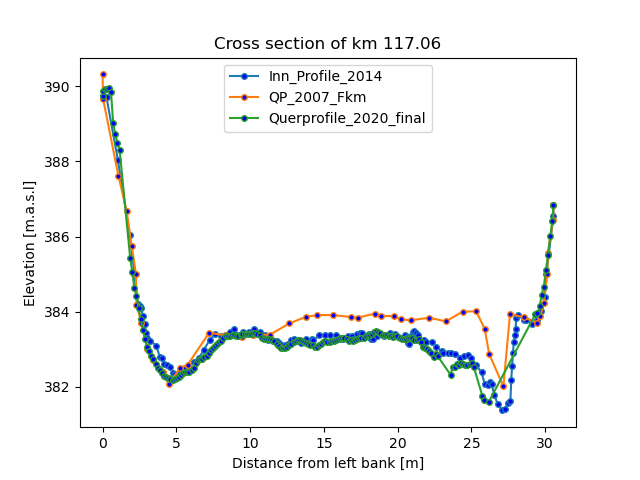 Cross section of km 117.06
Inn_Profile_2014
QP_2007_Fkm
Querprofile_2020_final
Elevation [m.a.s.l]
390
388
386
384
382
0 5 10 15 20 25 30
Distance from left bank [m]